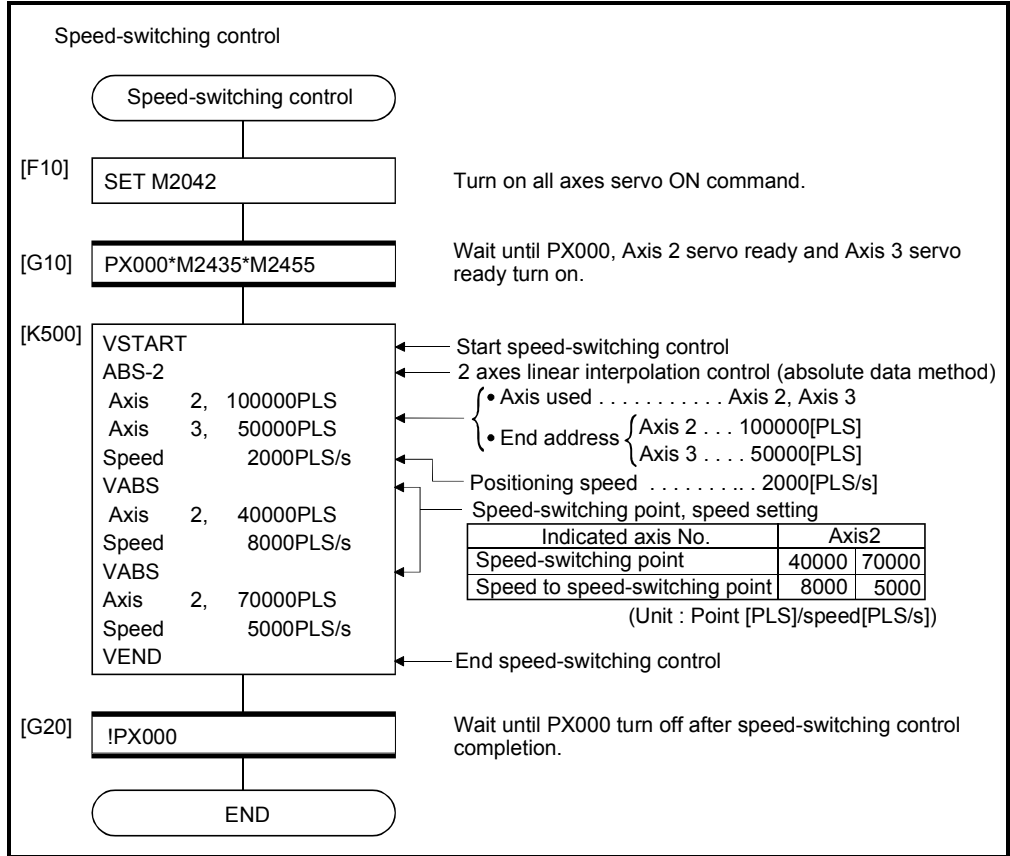 Speed-switching control
Speed-switching control
[F10]
SET M2042
Turn on all axes servo ON command.
[G10]
PX000*M2435*M2455
Wait until PX000, Axis 2 servo ready and Axis 3 servo
ready turn on.
[K500]
VSTART
ABS-2
Axis 2, 100000PLS
Axis 3, 50000PLS
Speed 2000PLS/s
VABS
Axis 2, 40000PLS
Speed 8000PLS/s
VABS
Axis 2, 70000PLS
Speed 5000PLS/s
VEND
Start speed-switching control
2 axes linear interpolation control (absolute data method)
• Axis used . . . . . . . . . . . Axis 2, Axis 3
• End address
Axis 2 . . . 100000[PLS]
Axis 3 . . . . 50000[PLS]
Positioning speed . . . . . . . . .. 2000[PLS/s]
Speed-switching point, speed setting
Indicated axis No. Axis2
Speed-switching point 40000 70000
Speed to speed-switching point 8000 5000
(Unit : Point [PLS]/speed[PLS/s])
End speed-switching control
[G20]
!PX000
Wait until PX000 turn off after speed-switching control
completion.
END